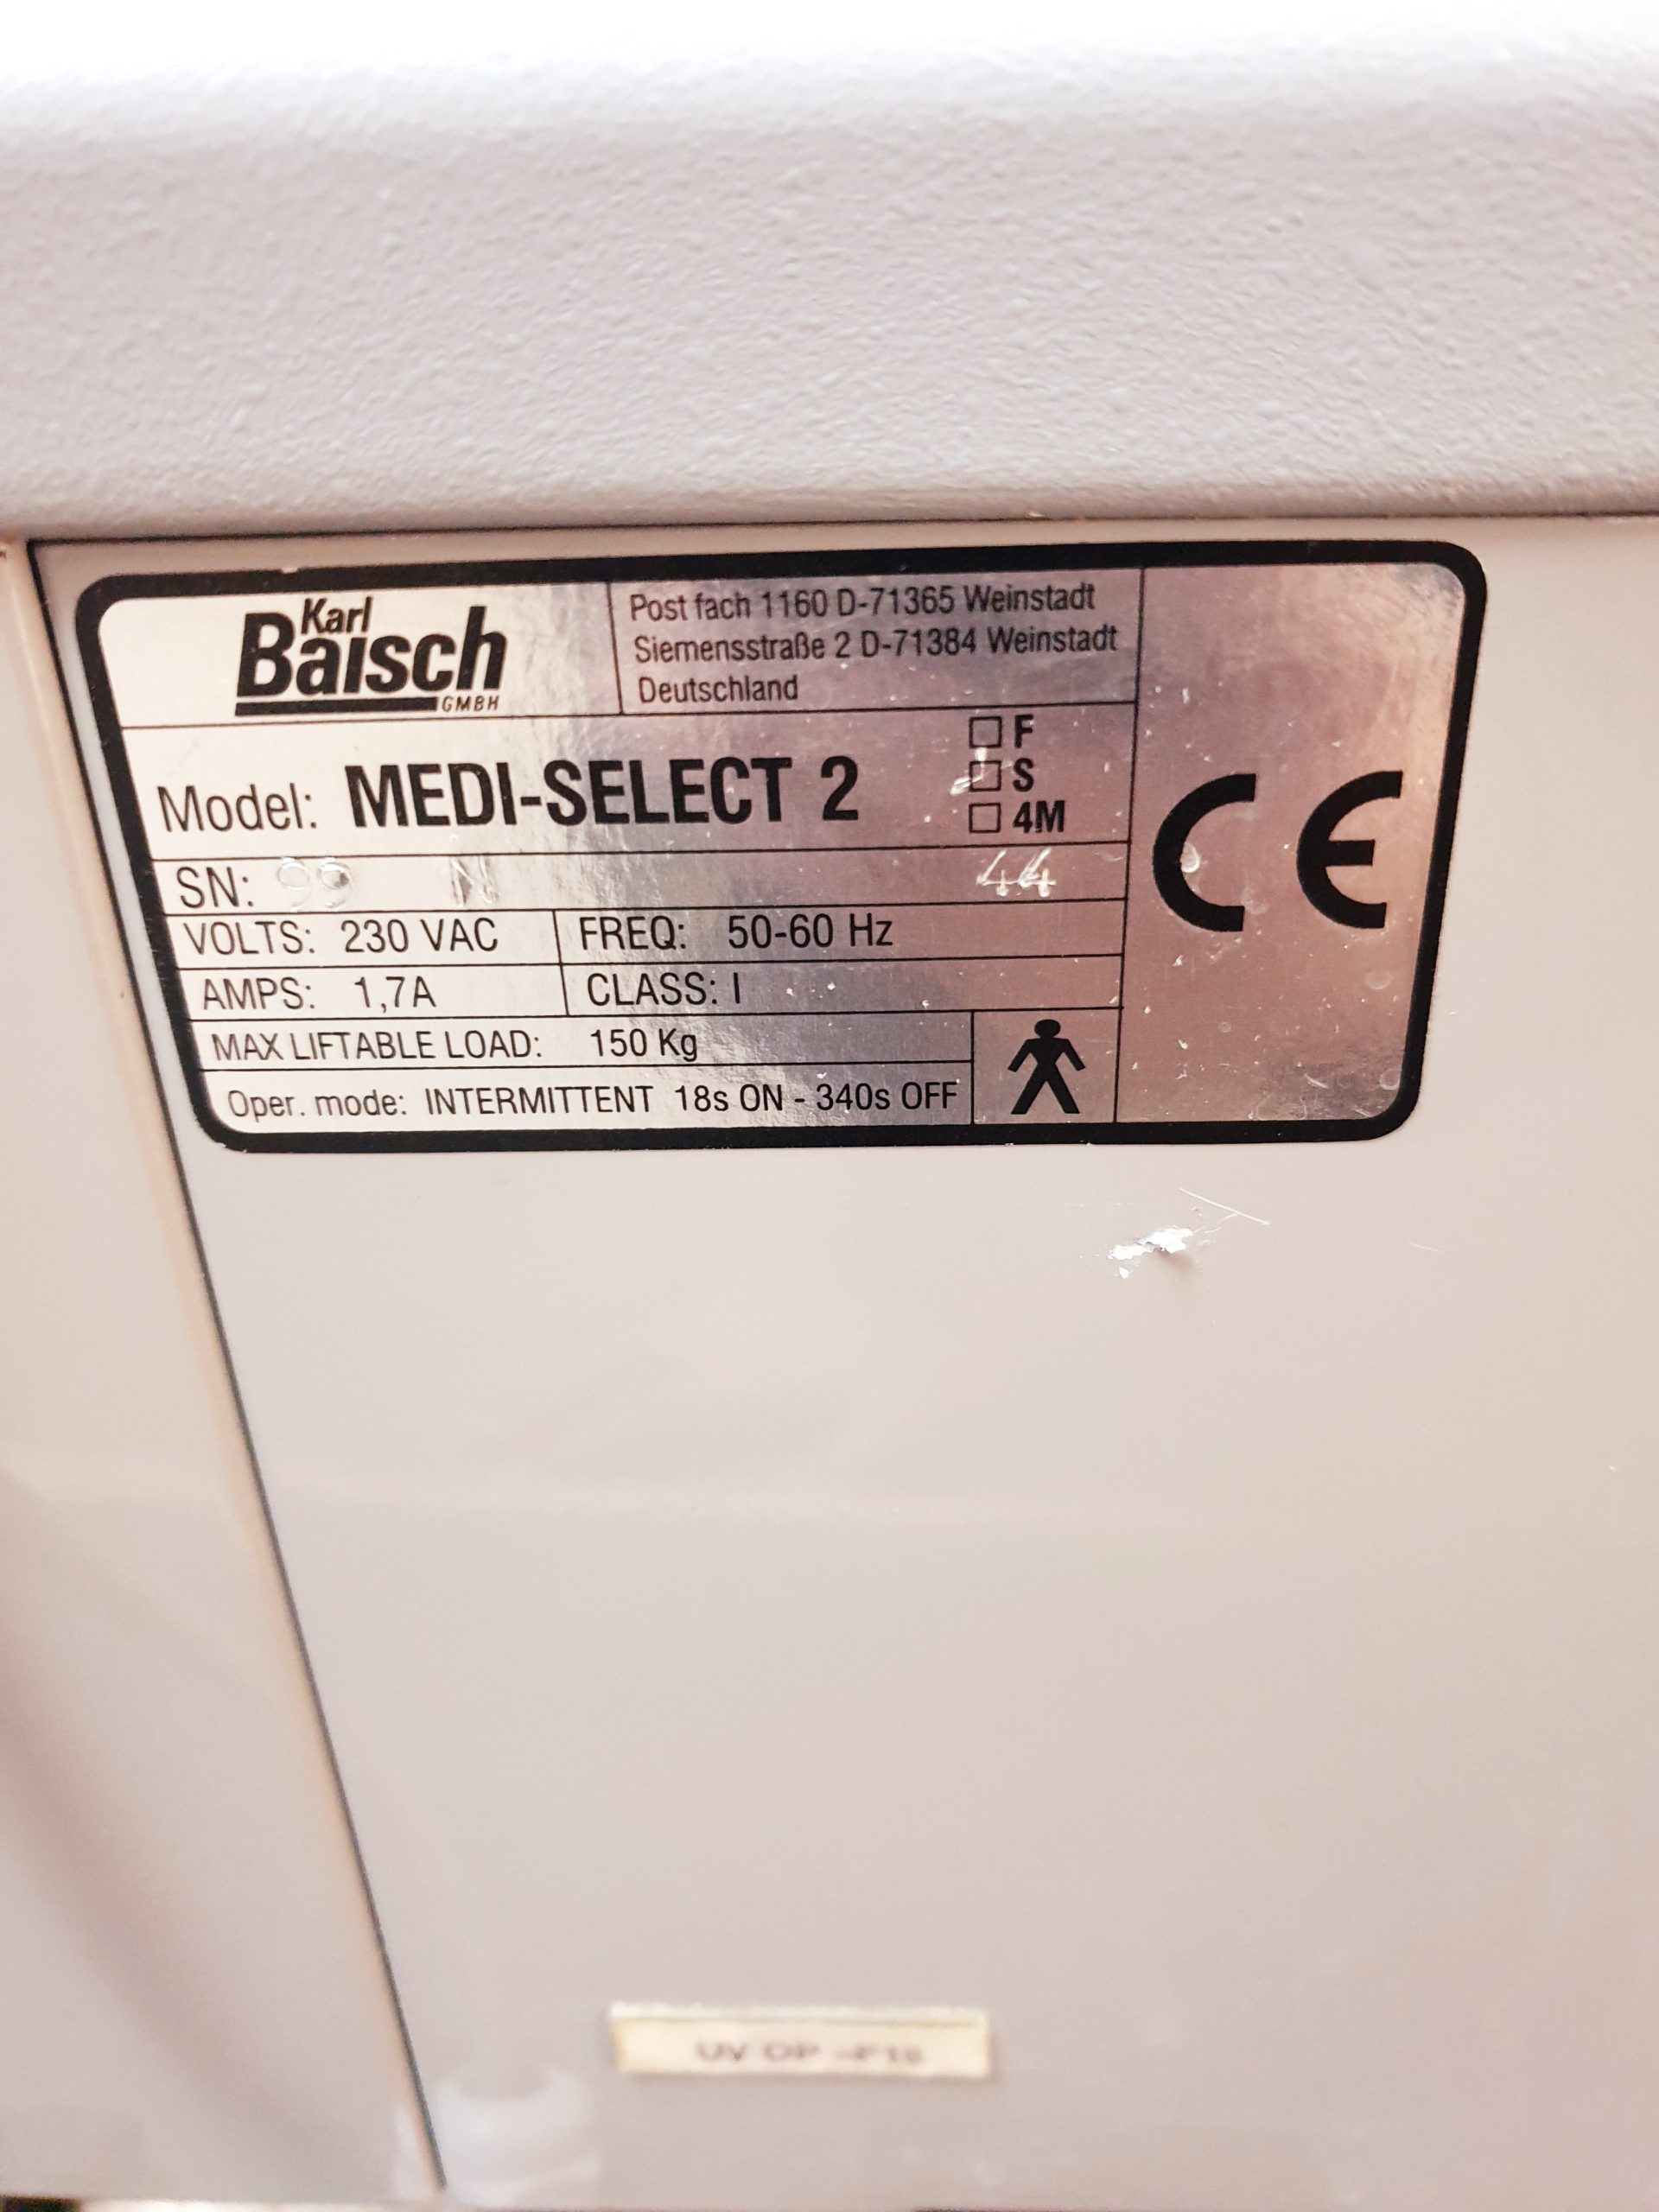 Karl
Baisch
GMBH
Post fach 1160 D-71365 Weinstadt
Siemensstraße 2 D-71384 Weinstadt
Deutschland
Model: MEDI-SELECT 2
F
S
4M
SN: 99 N 44
VOLTS: 230 VAC
FREQ: 50-60 Hz
AMPS: 1,7A
CLASS: I
MAX LIFTABLE LOAD: 150 Kg
Oper. mode: INTERMITTENT 18s ON - 340s OFF
CE
UV OP